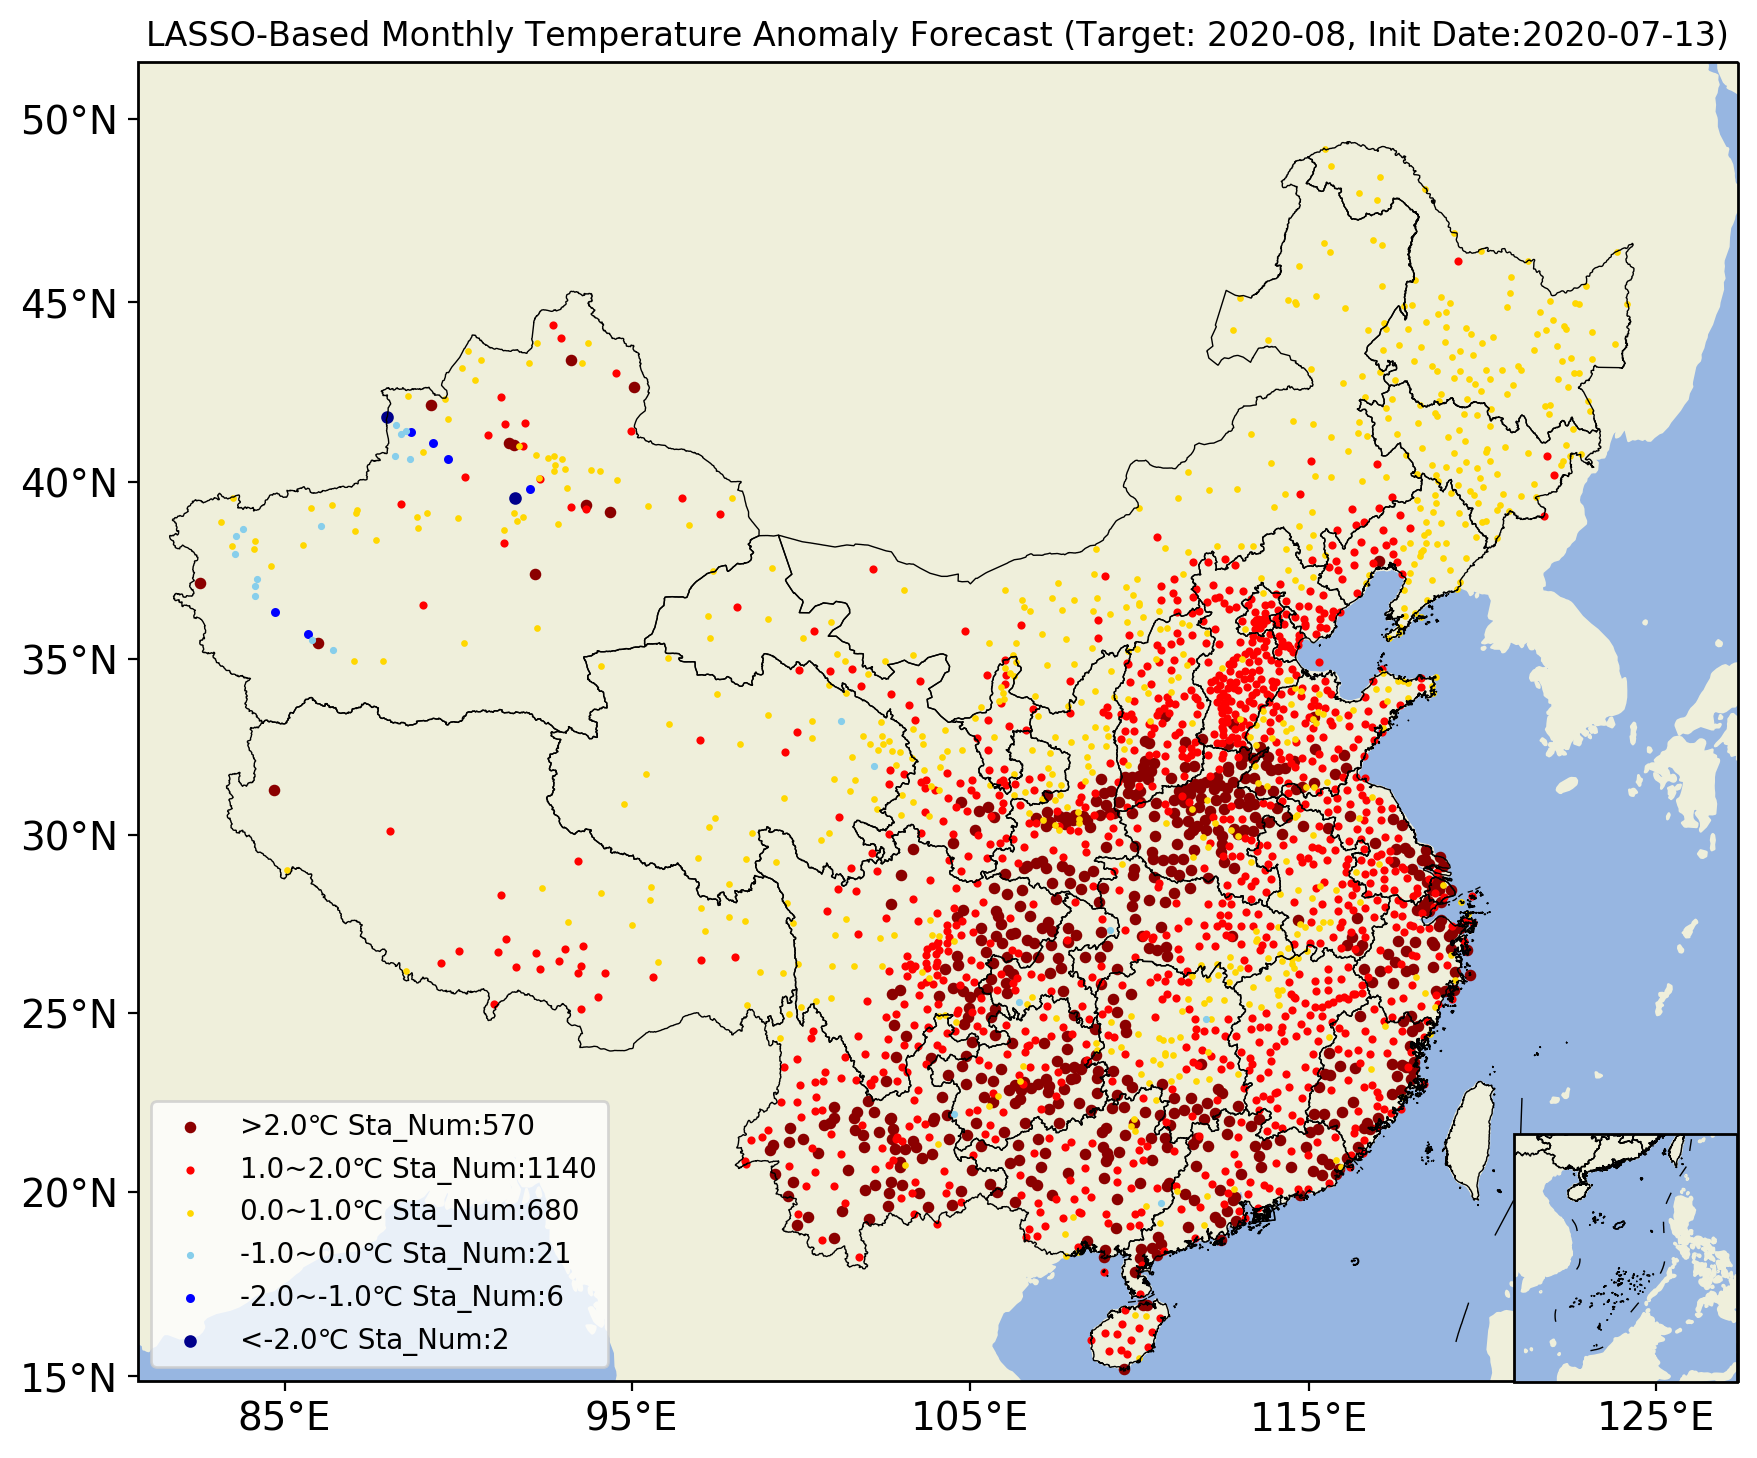 LASSO-Based Monthly Temperature Anomaly Forecast (Target: 2020-08, Init Date:2020-07-13)
50°N
45°N
40°N
35°N
30°N
25°N
20°N
15°N
>2.0℃ Sta_Num:570
1.0~2.0℃ Sta_Num:1140
0.0~1.0℃ Sta_Num:680
-1.0~0.0℃ Sta_Num:21
-2.0~-1.0℃ Sta_Num:6
<-2.0℃ Sta_Num:2
85°E
95°E
105°E
115°E
125°E